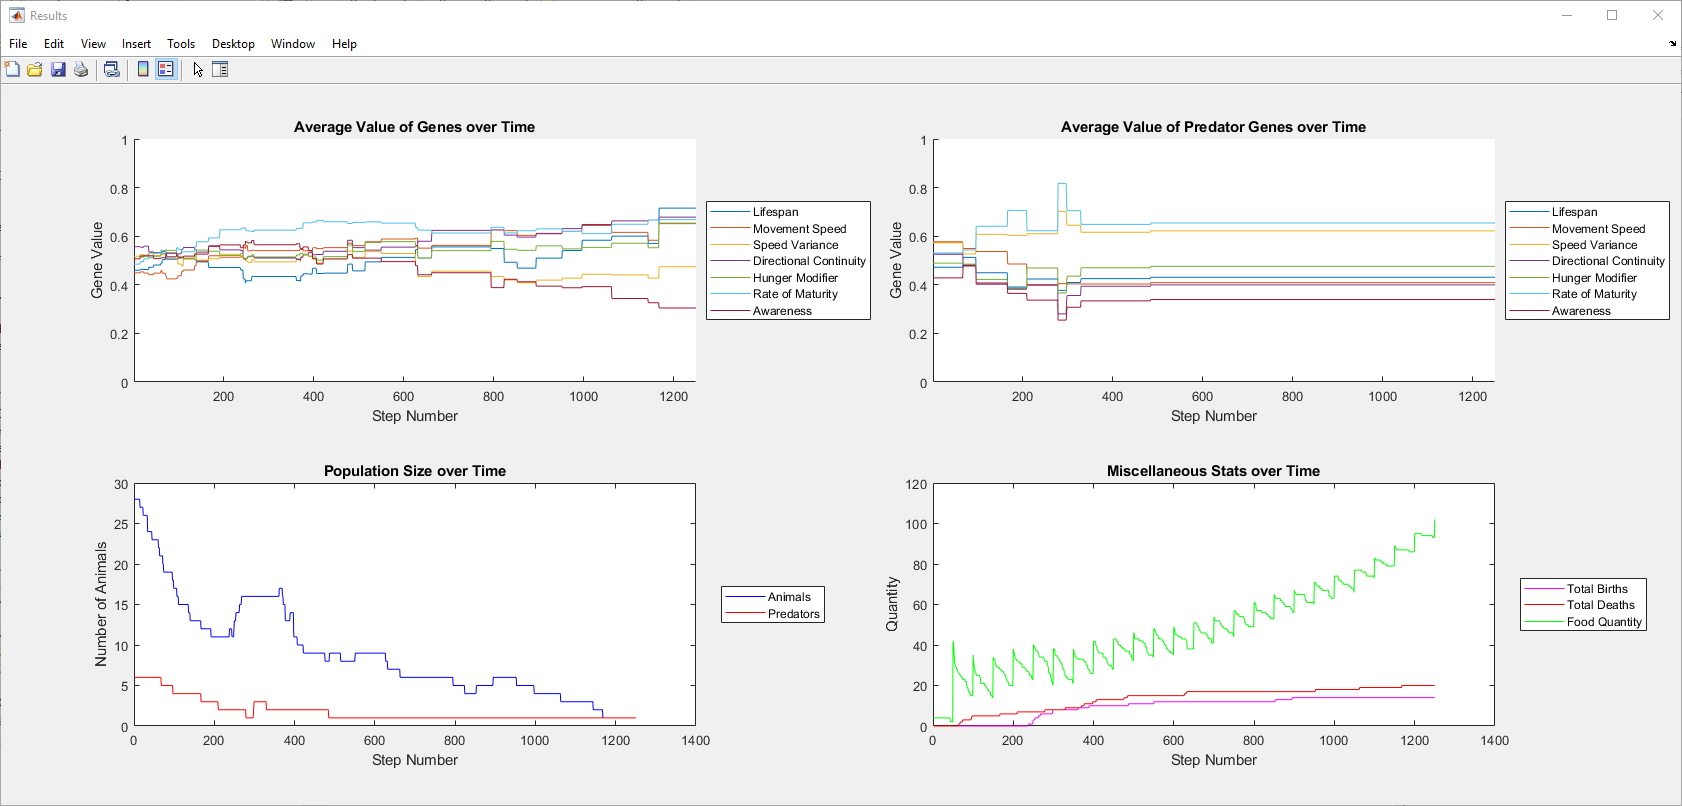 Results
File Edit View Insert Tools Desktop Window Help
Average Value of Genes over Time
1
0.8
0.6
0.4
0.2
0
Gene Value
200 400 600 800 1000 1200
Step Number
Lifespan
Movement Speed
Speed Variance
Directional Continuity
Hunger Modifier
Rate of Maturity
Awareness
Average Value of Predator Genes over Time
1
0.8
0.6
0.4
0.2
0
Gene Value
200 400 600 800 1000 1200
Step Number
Lifespan
Movement Speed
Speed Variance
Directional Continuity
Hunger Modifier
Rate of Maturity
Awareness
Population Size over Time
30
25
20
15
10
5
0
Number of Animals
0 200 400 600 800 1000 1200 1400
Step Number
Animals
Predators
Miscellaneous Stats over Time
120
100
80
60
40
20
0
Quantity
0 200 400 600 800 1000 1200 1400
Step Number
Total Births
Total Deaths
Food Quantity